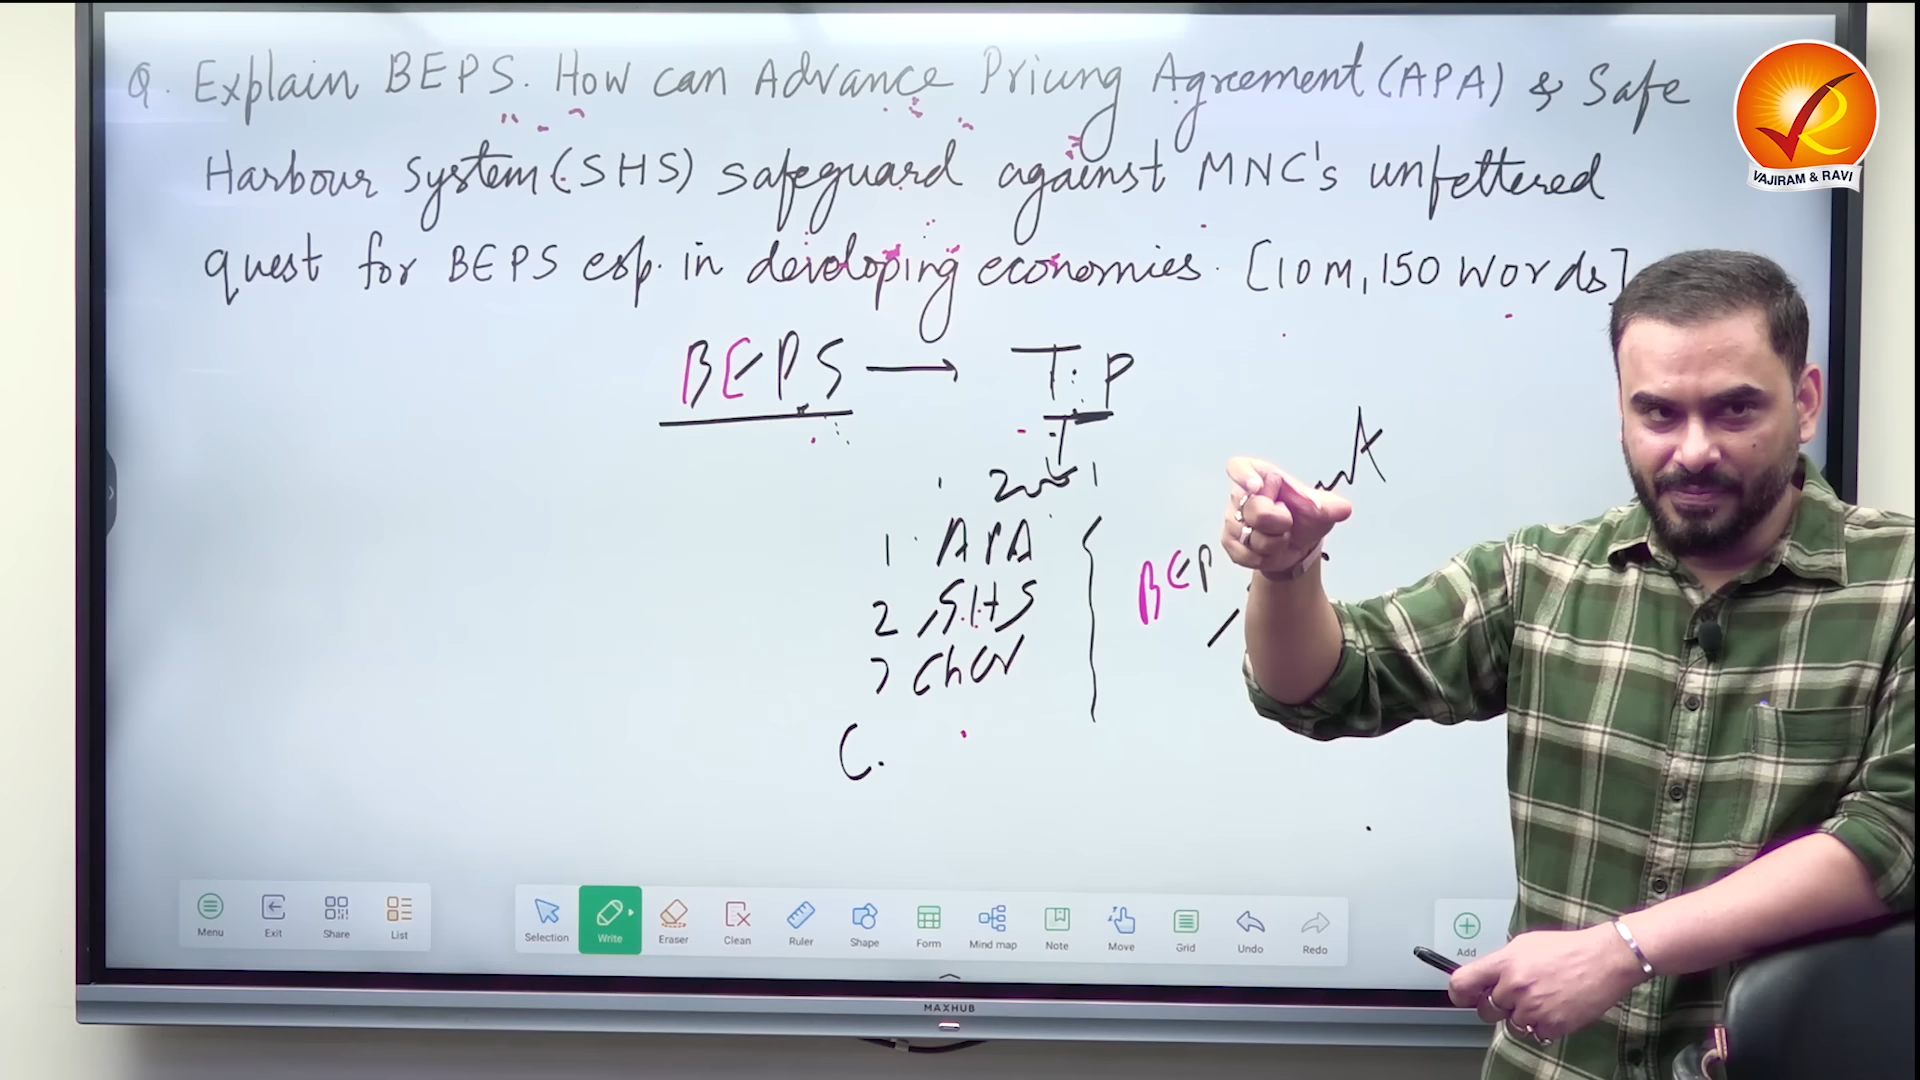 Q. Explain BEPS. How can Advance Pricing Agreement (APA) & Safe
Harbour System (SHS) safeguard against MNC's unfettered
quest for BEPS esp. in developing economies. [10M, 150 Words]
VAJIRAM & RAVI
BEPS → T.P
1. APA
2 SHS
BEP
C.
Menu
Exit
Share
List
Selection
Write
Eraser
Clean
Ruler
Shape
Form
Mind map
Note
Move
Grid
Undo
Redo
Add
MAXHUB